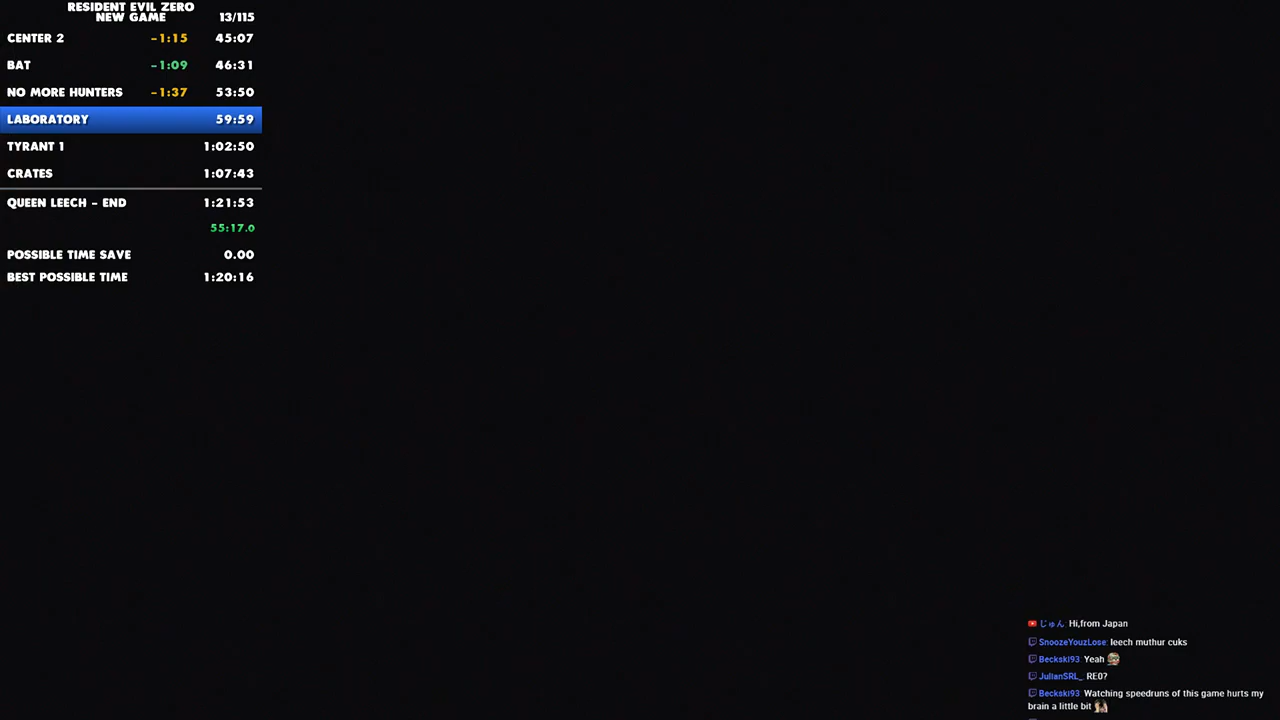 RESIDENT EVIL ZERO
NEW GAME 13/115
CENTER 2 -1:15 45:07
BAT -1:09 46:31
NO MORE HUNTERS -1:37 53:50
LABORATORY 59:59
TYRANT 1 1:02:50
CRATES 1:07:43
QUEEN LEECH - END 1:21:53
55:17.0
POSSIBLE TIME SAVE 0.00
BEST POSSIBLE TIME 1:20:16
じゅん: Hi,from Japan
SnoozeYouzLose: leech muthur cuks
Beckski93: Yeah
JulianSRL_: RE0?
Beckski93: Watching speedruns of this game hurts my
brain a little bit